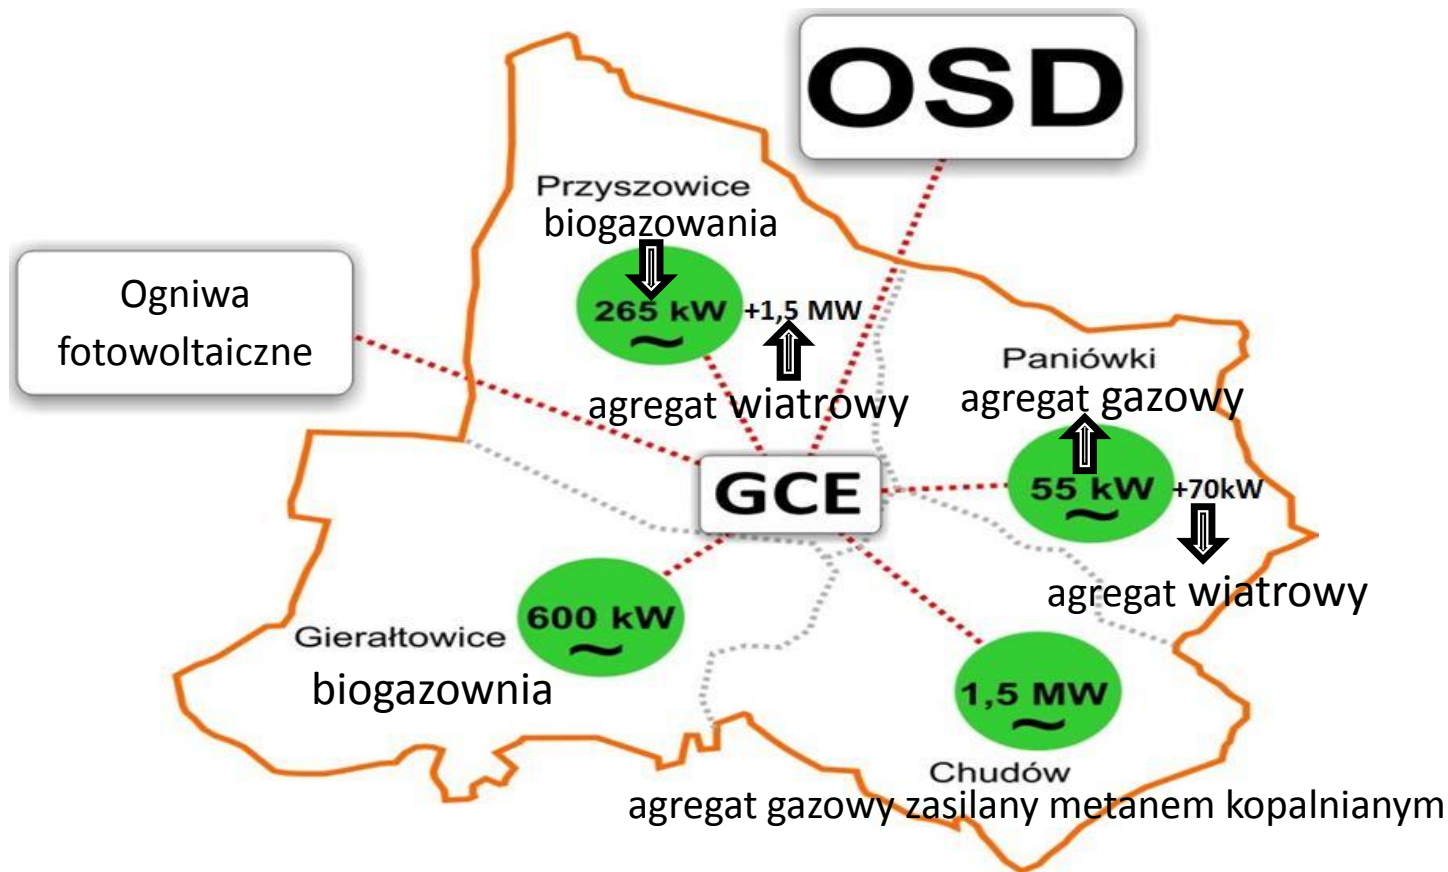 OSD
Przyszowice
biogazowania
Ogniwa
fotowoltaiczne
265 kW
+1,5 MW
~
agregat wiatrowy
Paniówki
agregat gazowy
GCE
55 kW
+70kW
~
agregat wiatrowy
600 kW
~
Gierałtowice
biogazownia
1,5 MW
~
Chudów
agregat gazowy zasilany metanem kopalnianym